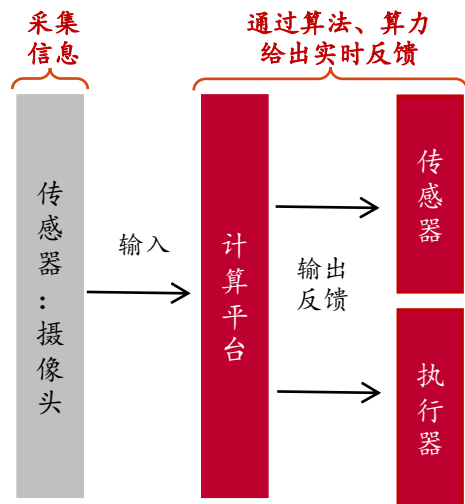 采集
信息
通过算法、算力
给出实时反馈
传感器:摄像头
输入
计算平台
输出
反馈
传感器
执行器